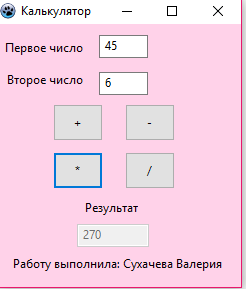 Калькулятор
Первое число 45
Второе число 6
+ -
* /
Результат
270
Работу выполнила: Сухачева Валерия